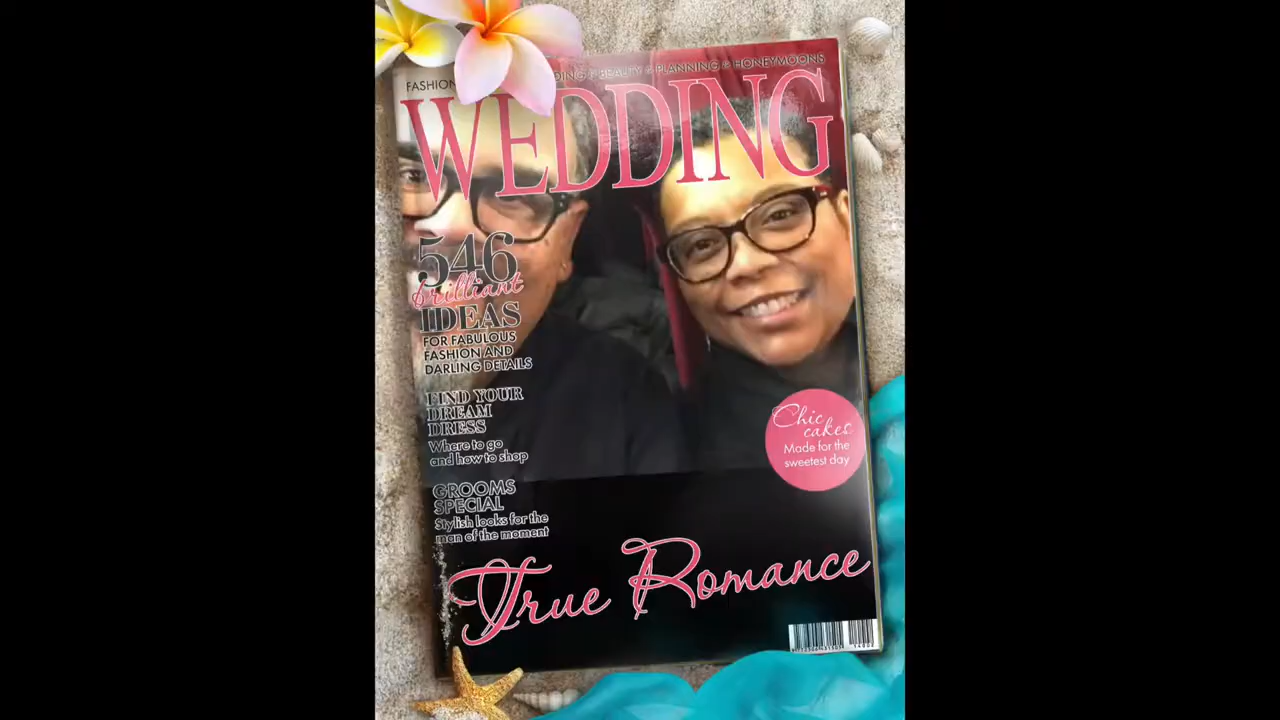 FASHION DING & BEAUTY & PLANNING & HONEYMOONS
WEDDING
546
brilliant
IDEAS
FOR FABULOUS
FASHION AND
DARLING DETAILS
FIND YOUR
DREAM
DRESS
Where to go
and how to shop
GROOMS
SPECIAL
Stylish looks for the
man of the moment
Chic
cakes
Made for the
sweetest day
True Romance